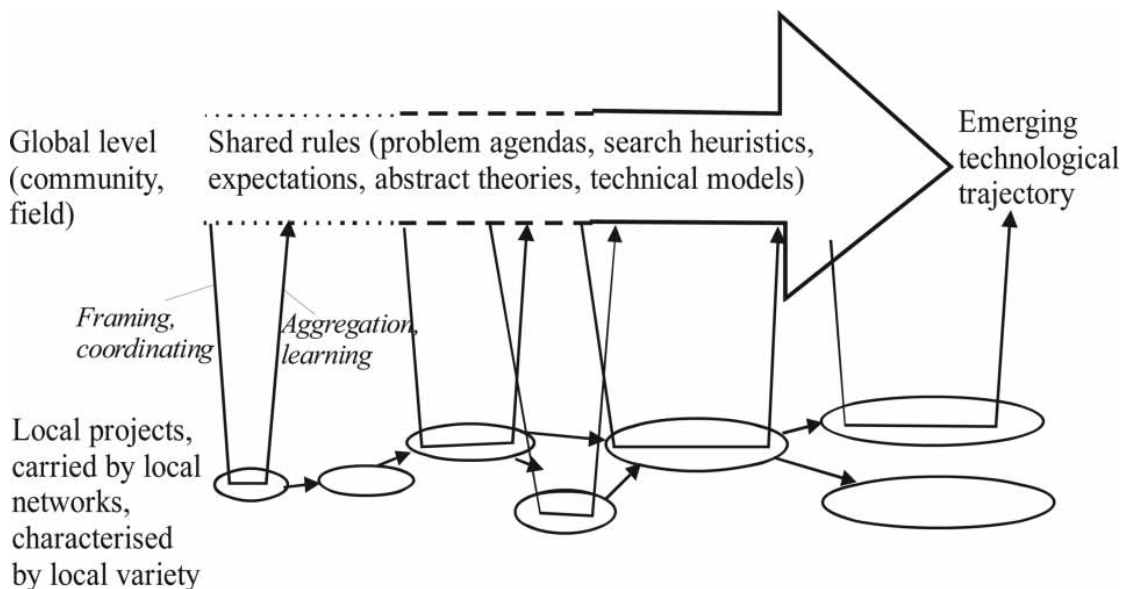 Global level
(community,
field)
Shared rules (problem agendas, search heuristics,
expectations, abstract theories, technical models)
Emerging
technological
trajectory
Framing,
coordinating
Aggregation,
learning
Local projects,
carried by local
networks,
characterised
by local variety